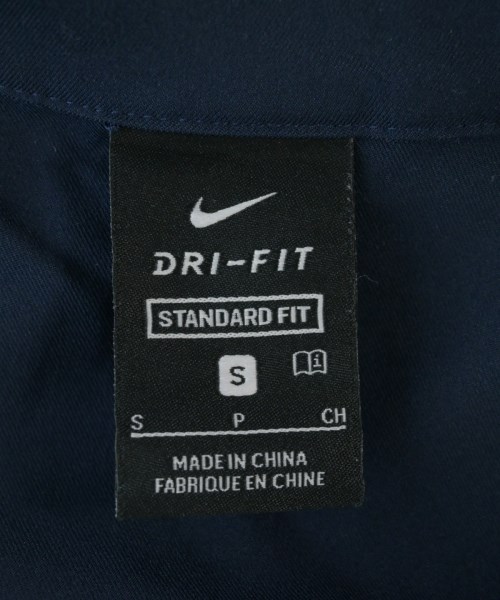 DRI-FIT
STANDARD FIT
S
i
S P CH
MADE IN CHINA
FABRIQUE EN CHINE